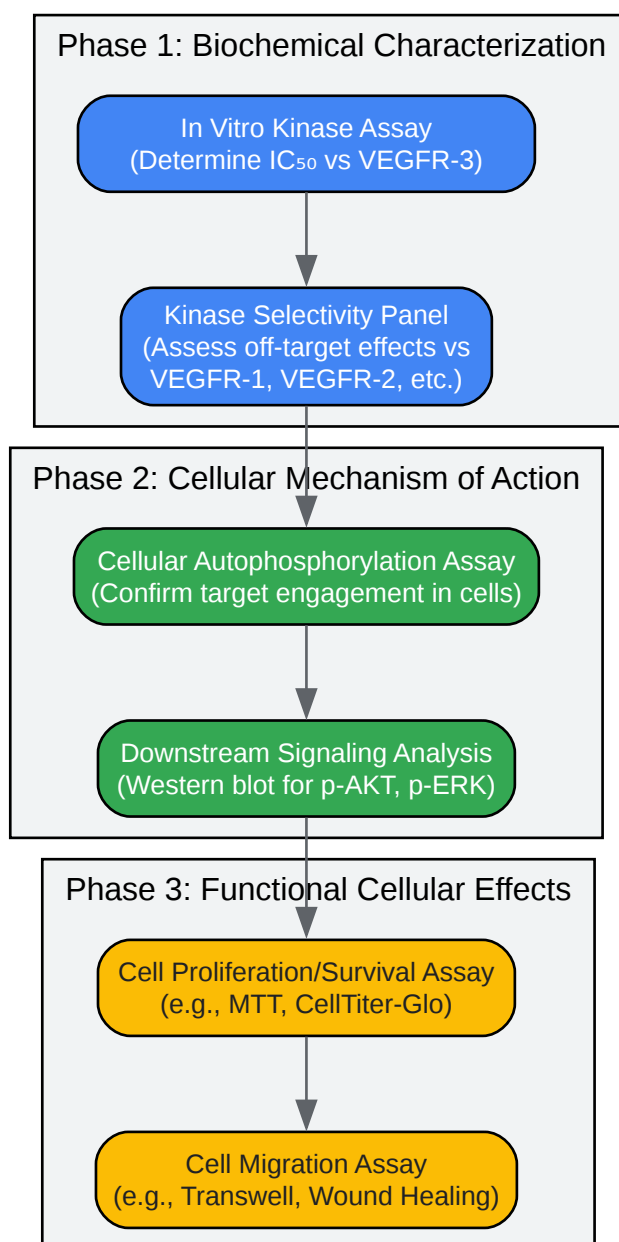 Phase 1: Biochemical Characterization
In Vitro Kinase Assay
(Determine IC₅₀ vs VEGFR-3)
Kinase Selectivity Panel
(Assess off-target effects vs
VEGFR-1, VEGFR-2, etc.)
Phase 2: Cellular Mechanism of Action
Cellular Autophosphorylation Assay
(Confirm target engagement in cells)
Downstream Signaling Analysis
(Western blot for p-AKT, p-ERK)
Phase 3: Functional Cellular Effects
Cell Proliferation/Survival Assay
(e.g., MTT, CellTiter-Glo)
Cell Migration Assay
(e.g., Transwell, Wound Healing)